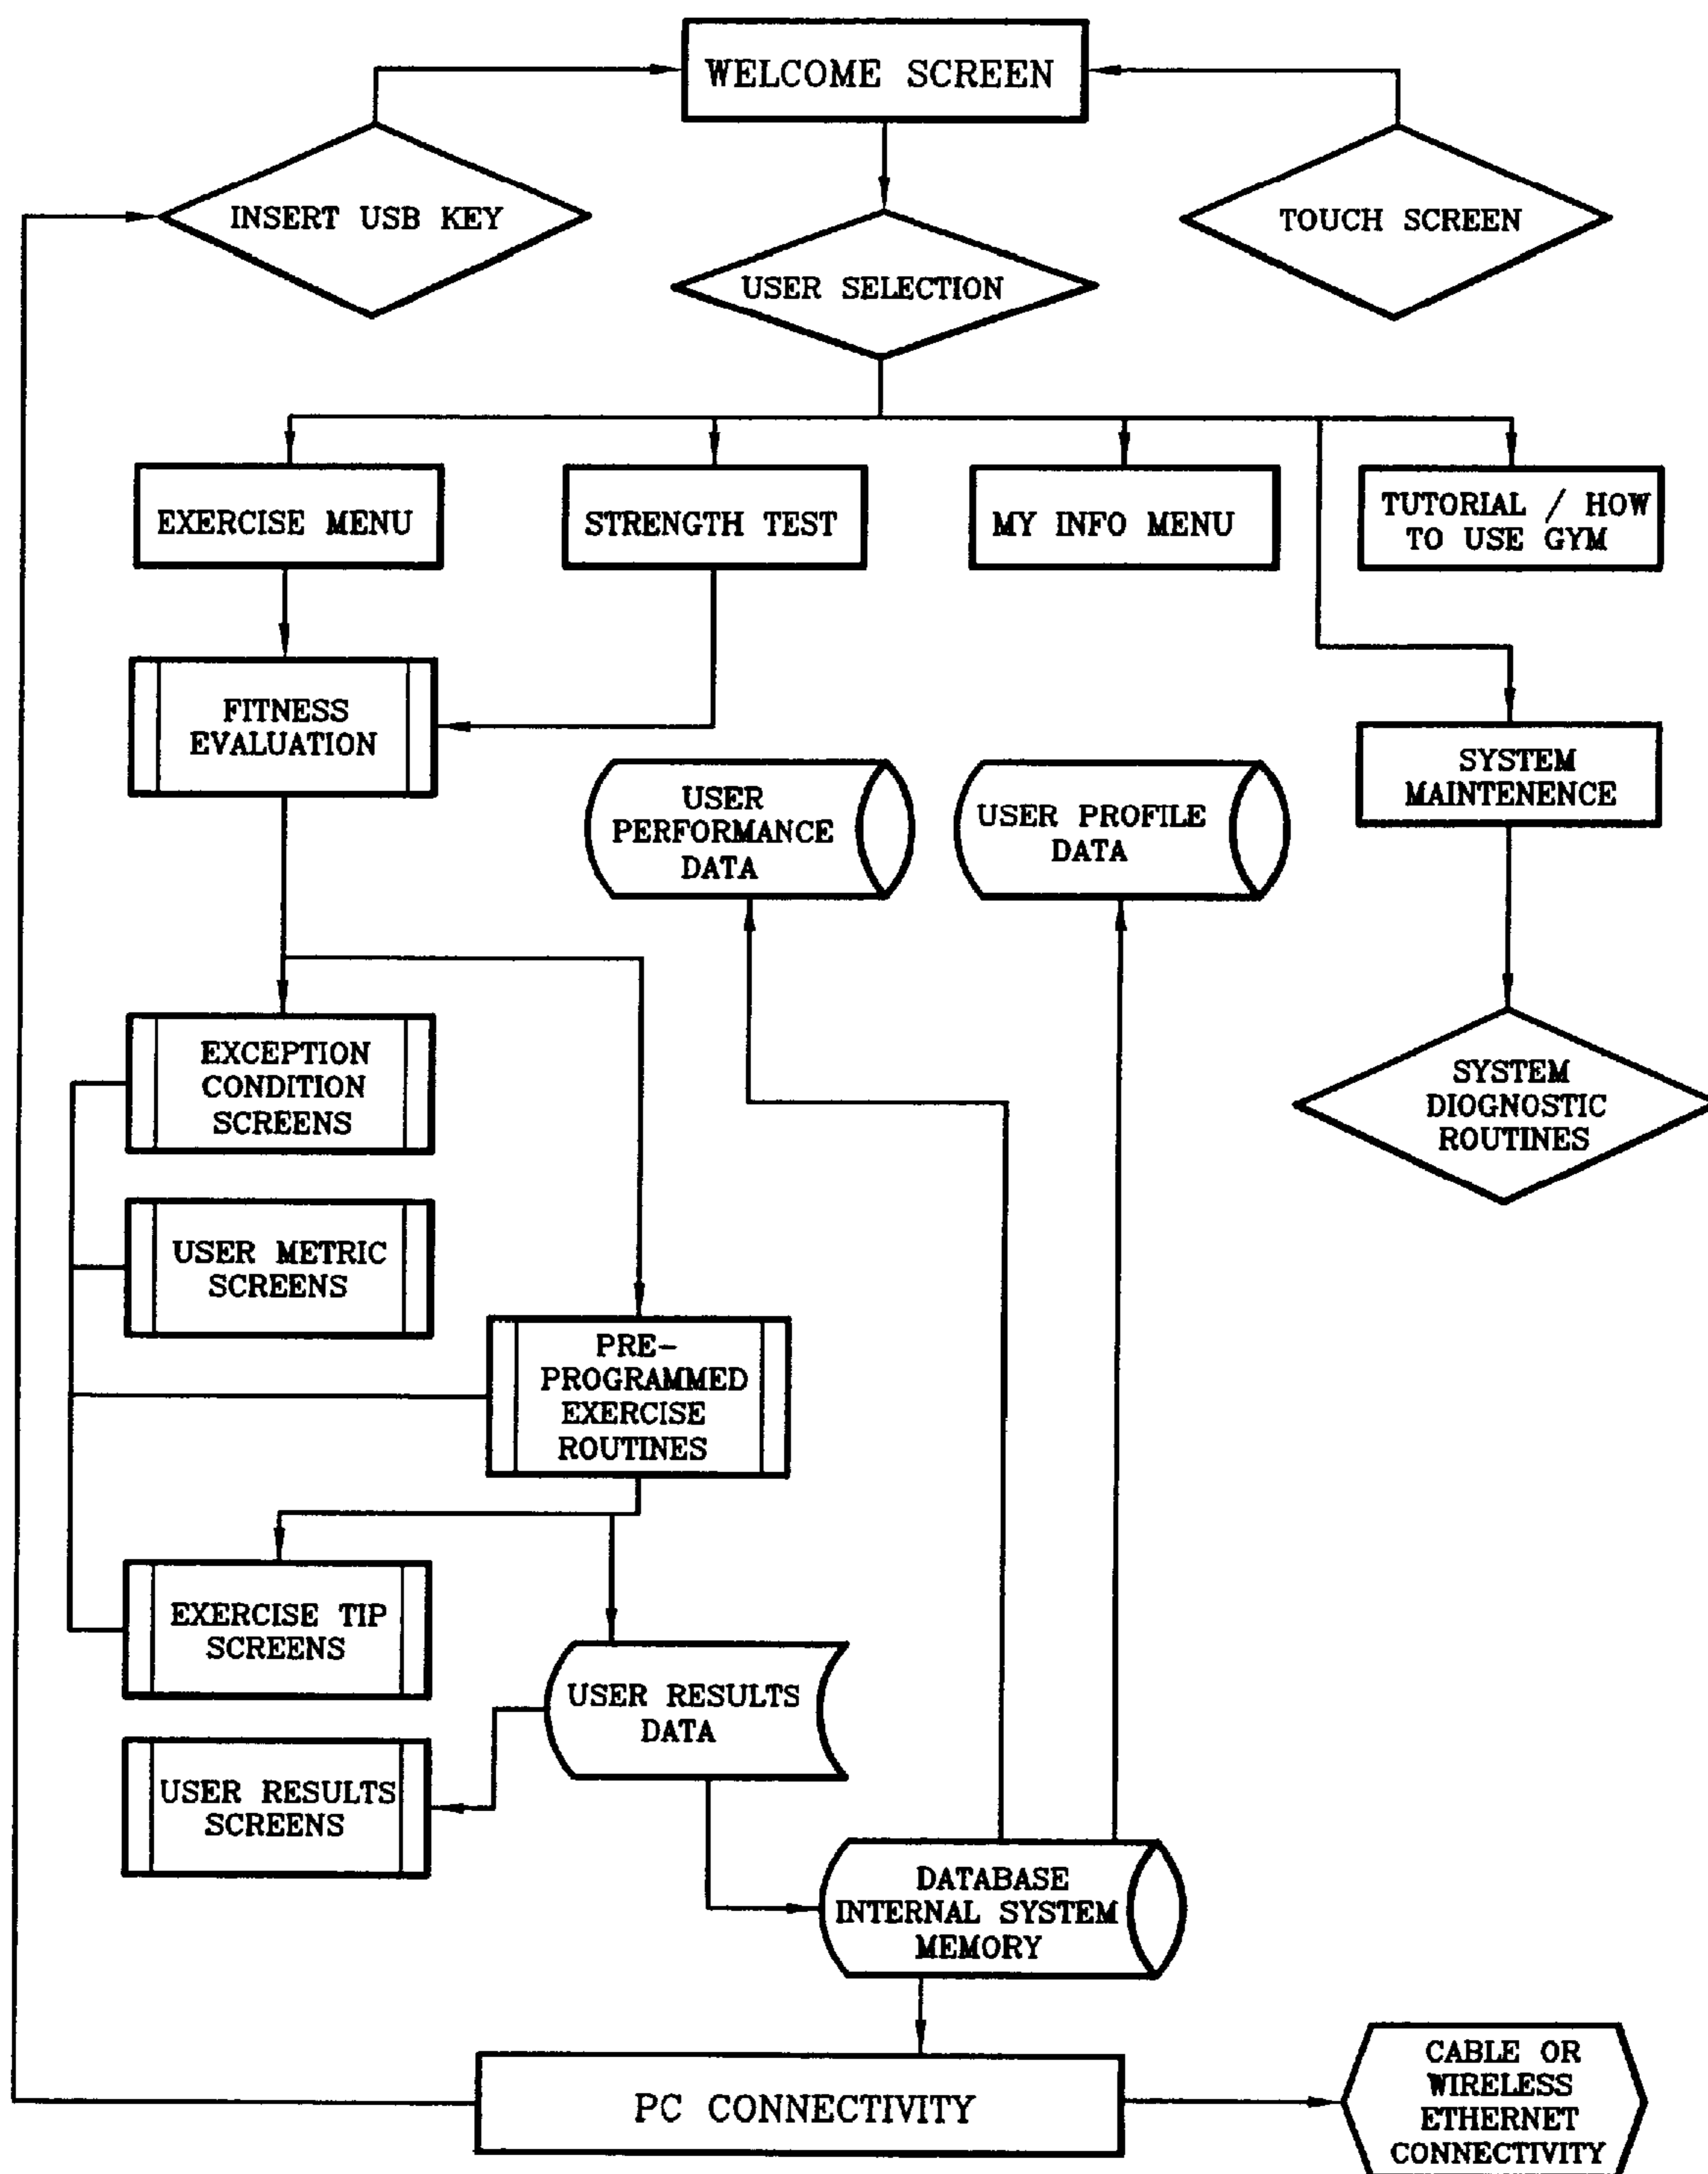 WELCOME SCREEN
INSERT USB KEY
TOUCH SCREEN
USER SELECTION
EXERCISE MENU
STRENGTH TEST
MY INFO MENU
TUTORIAL / HOW
TO USE GYM
FITNESS
EVALUATION
USER
PERFORMANCE
DATA
USER PROFILE
DATA
SYSTEM
MAINTENENCE
EXCEPTION
CONDITION
SCREENS
SYSTEM
DIOGNOSTIC
ROUTINES
USER METRIC
SCREENS
PRE-
PROGRAMMED
EXERCISE
ROUTINES
EXERCISE TIP
SCREENS
USER RESULTS
DATA
USER RESULTS
SCREENS
DATABASE
INTERNAL SYSTEM
MEMORY
PC CONNECTIVITY
CABLE OR
WIRELESS
ETHERNET
CONNECTIVITY